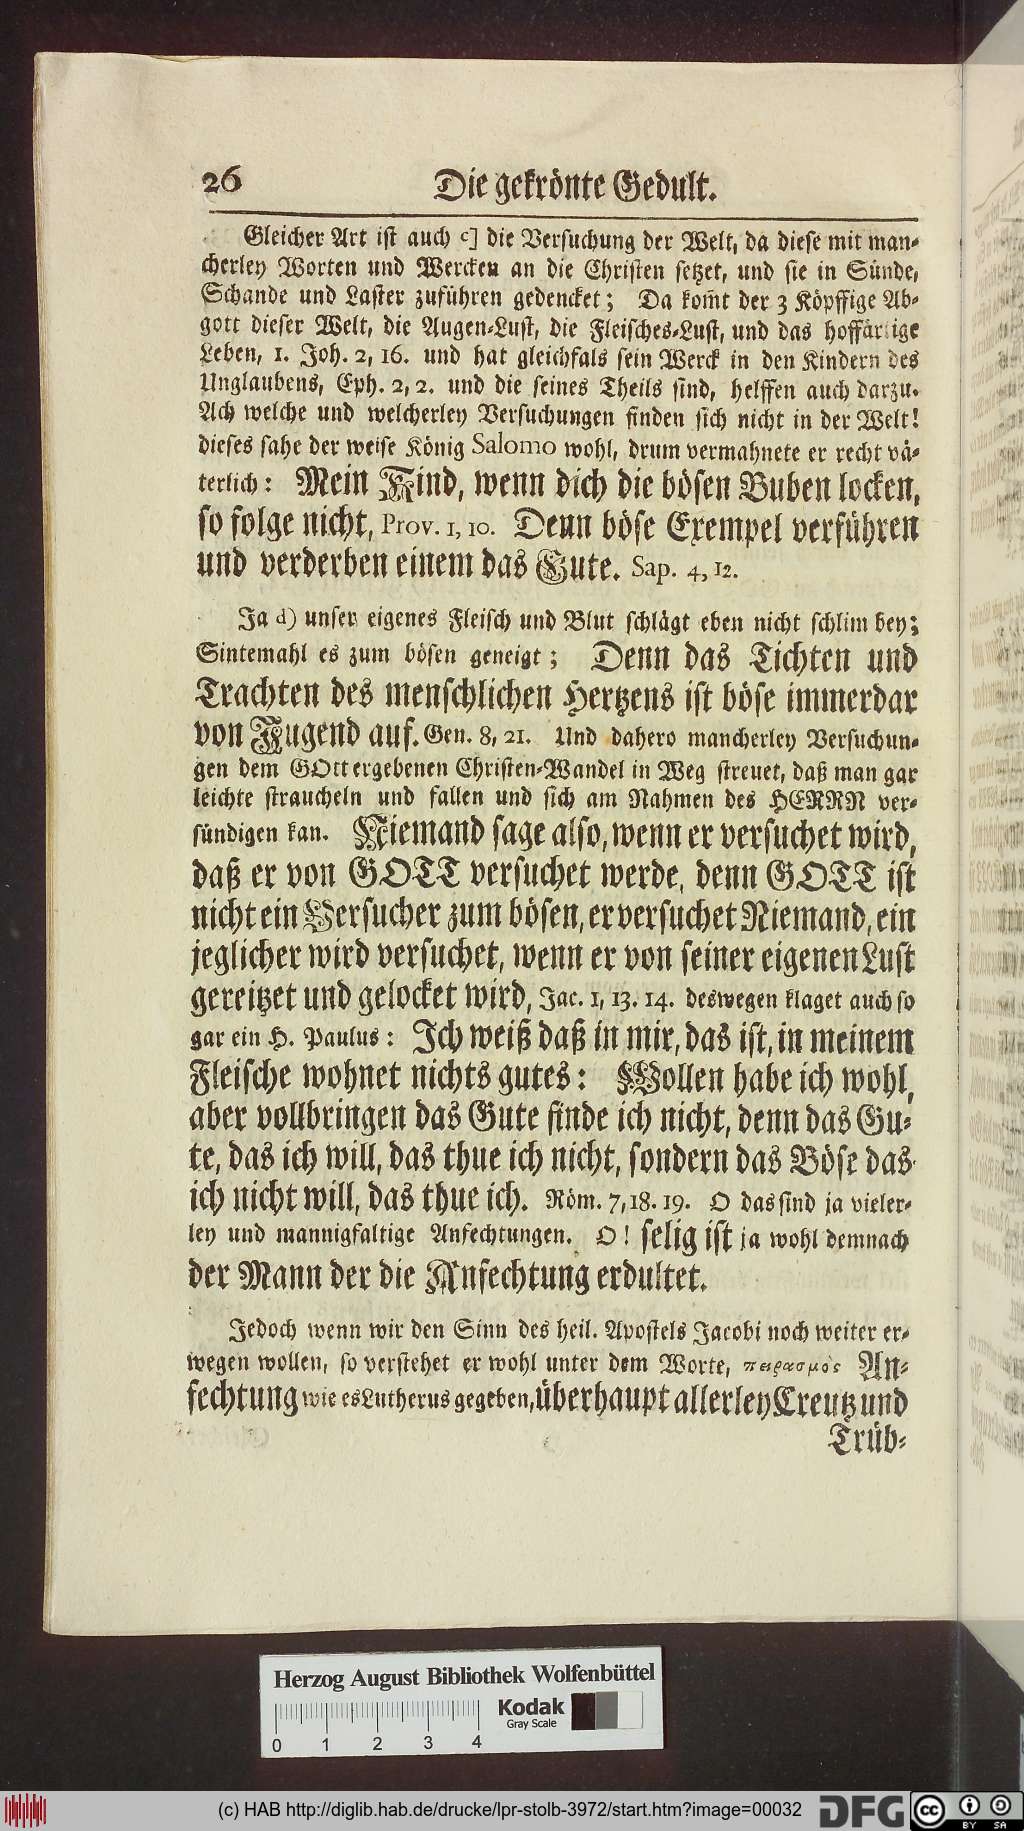 26 Die gekrönte Gedult.
Gleicher Art ist auch c] die Versuchung der Welt, da diese mit man-
cherley Worten und Wercken an die Christen setzet, und sie in Sünde,
Schande und Laster zuführen gedencket; Da kom̃t der 3 Köpffige Ab-
gott dieser Welt, die Augen-Lust, die Fleisches-Lust, und das hoffärtige
Leben, 1. Joh. 2, 16. und hat gleichfals sein Werck in den Kindern des
Unglaubens, Eph. 2, 2. und die seines Theils sind, helffen auch darzu.
Ach welche und welcherley Versuchungen finden sich nicht in der Welt!
dieses sahe der weise König Salomo wohl, drum vermahnete er recht vä-
terlich: Mein Kind, wenn dich die bösen Buben locken,
so folge nicht, Prov. 1, 10. Denn böse Exempel verführen
und verderben einem das Gute. Sap. 4, 12.
Ja d) unser eigenes Fleisch und Blut schlägt eben nicht schlim bey;
Sintemahl es zum bösen geneigt; Denn das Tichten und
Trachten des menschlichen Hertzens ist böse immerdar
von Jugend auf. Gen. 8, 21. Und dahero mancherley Versuchun-
gen dem GOtt ergebenen Christen-Wandel in Weg streuet, daß man gar
leichte straucheln und fallen und sich am Nahmen des HERRN ver-
sündigen kan. Niemand sage also, wenn er versuchet wird,
daß er von GOTT versuchet werde, denn GOTT ist
nicht ein Versucher zum bösen, er versuchet Niemand, ein
jeglicher wird versuchet, wenn er von seiner eigenen Lust
gereitzet und gelocket wird, Jac. 1, 13. 14. deswegen klaget auch so
gar ein H. Paulus: Ich weiß daß in mir, das ist, in meinem
Fleische wohnet nichts gutes: Wollen habe ich wohl,
aber vollbringen das Gute finde ich nicht, denn das Gu-
te, das ich will, das thue ich nicht, sondern das Böse das
ich nicht will, das thue ich. Röm. 7, 18. 19. O das sind ja vieler-
ley und mannigfaltige Anfechtungen. O! selig ist ja wohl demnach
der Mann der die Anfechtung erdultet.
Jedoch wenn wir den Sinn des heil. Apostels Jacobi noch weiter er-
wegen wollen, so verstehet er wohl unter dem Worte, πειρασμὸς An-
fechtung wie es Lutherus gegeben, überhaupt allerley Creutz und
Trüb-
Herzog August Bibliothek Wolfenbüttel
Kodak
Gray Scale
0 1 2 3 4
(c) HAB http://diglib.hab.de/drucke/lpr-stolb-3972/start.htm?image=00032
DFG
cc BY SA